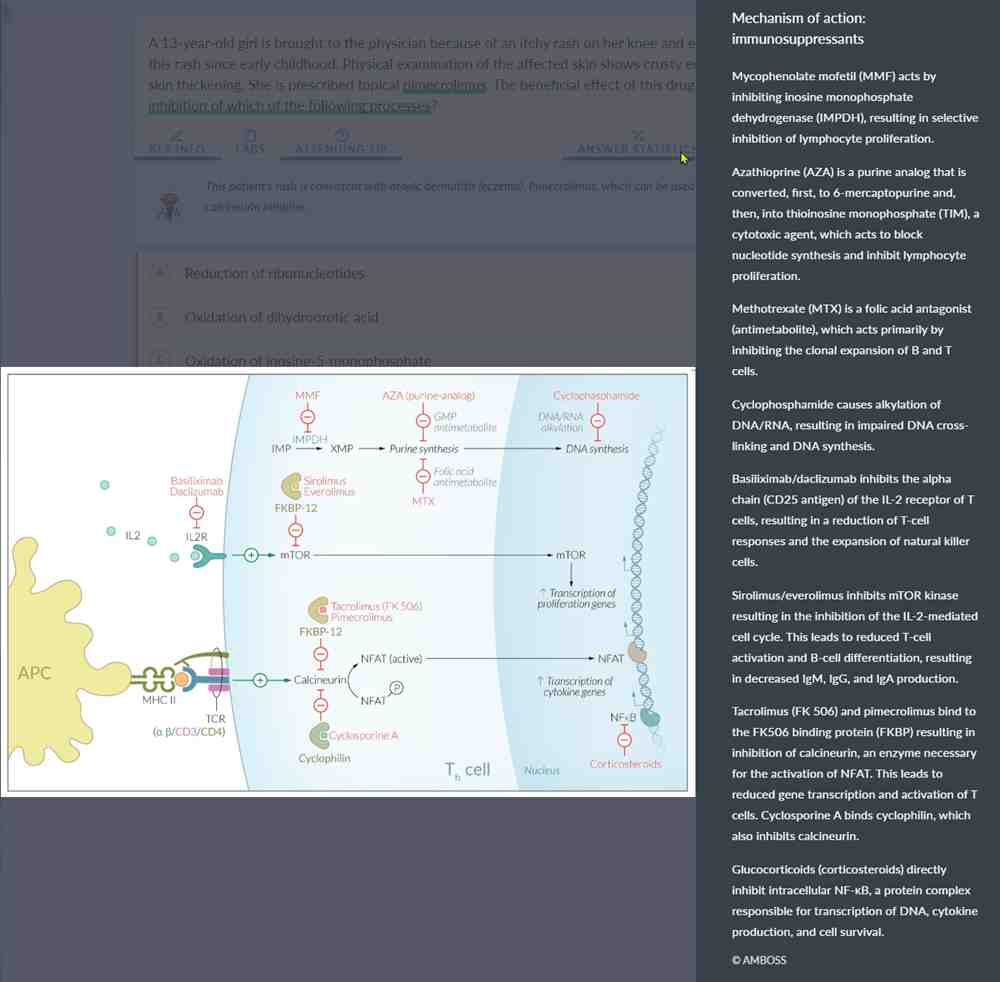 A 13-year-old girl is brought to the physician because of an itchy rash on her knee and e
this rash since early childhood. Physical examination of the affected skin shows crusty e
skin thickening. She is prescribed topical pimecrolimus. The beneficial effect of this drug
inhibition of which of the following processes?
KEY INFO LABS ATTENDING TIP ANSWER STATISTICS
This patient's rash is consistent with atopic dermatitis (eczema). Pimecrolimus, which can be used
calcineurin inhibitor.
A Reduction of ribonucleotides
B Oxidation of dihydroorotic acid
C Oxidation of inosine-5-monophosphate
MMF
AZA (purine-analog)
Cyclophasphamide
GMP
antimetabolite
DNA/RNA
alkylation
IMPDH
IMP
XMP
Purine synthesis
DNA synthesis
Folic acid
antimetabolite
MTX
Basiliximab
Daclizumab
Sirolimus
Everolimus
FKBP-12
IL2
IL2R
mTOR
mTOR
↑ Transcription of
proliferation genes
Tacrolimus (FK 506)
Pimecrolimus
FKBP-12
APC
MHC II
TCR
(α β/CD3/CD4)
Calcineurin
NFAT (active)
NFAT
NFAT
P
↑ Transcription of
cytokine genes
Cyclosporine A
Cyclophilin
NFκB
Corticosteroids
Th cell
Nucleus
Mechanism of action:
immunosuppressants
Mycophenolate mofetil (MMF) acts by
inhibiting inosine monophosphate
dehydrogenase (IMPDH), resulting in selective
inhibition of lymphocyte proliferation.
Azathioprine (AZA) is a purine analog that is
converted, first, to 6-mercaptopurine and,
then, into thioinosine monophosphate (TIM), a
cytotoxic agent, which acts to block
nucleotide synthesis and inhibit lymphocyte
proliferation.
Methotrexate (MTX) is a folic acid antagonist
(antimetabolite), which acts primarily by
inhibiting the clonal expansion of B and T
cells.
Cyclophosphamide causes alkylation of
DNA/RNA, resulting in impaired DNA cross-
linking and DNA synthesis.
Basiliximab/daclizumab inhibits the alpha
chain (CD25 antigen) of the IL-2 receptor of T
cells, resulting in a reduction of T-cell
responses and the expansion of natural killer
cells.
Sirolimus/everolimus inhibits mTOR kinase
resulting in the inhibition of the IL-2-mediated
cell cycle. This leads to reduced T-cell
activation and B-cell differentiation, resulting
in decreased IgM, IgG, and IgA production.
Tacrolimus (FK 506) and pimecrolimus bind to
the FK506 binding protein (FKBP) resulting in
inhibition of calcineurin, an enzyme necessary
for the activation of NFAT. This leads to
reduced gene transcription and activation of T
cells. Cyclosporine A binds cyclophilin, which
also inhibits calcineurin.
Glucocorticoids (corticosteroids) directly
inhibit intracellular NF-κB, a protein complex
responsible for transcription of DNA, cytokine
production, and cell survival.
© AMBOSS